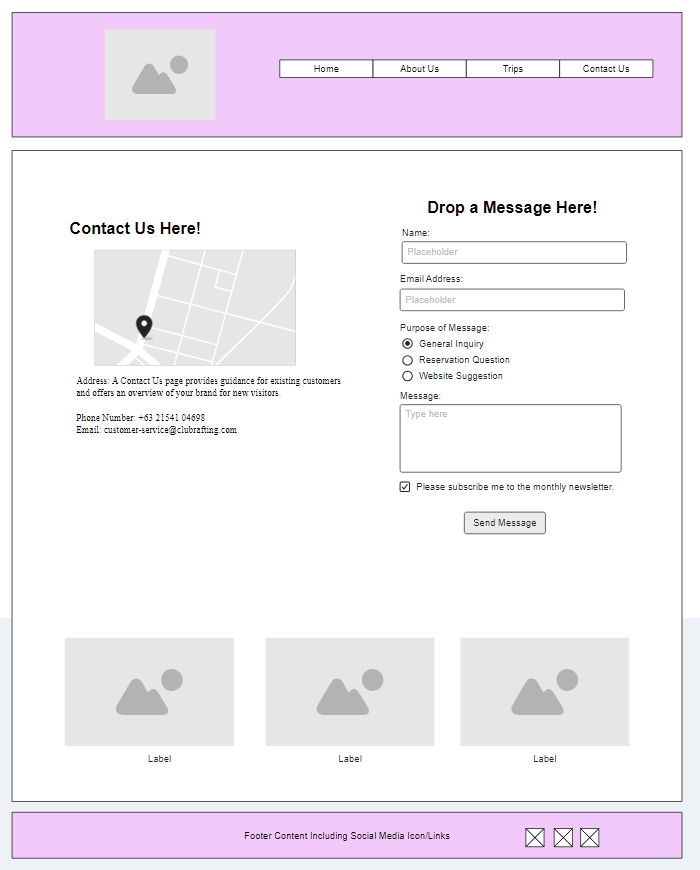 Home
About Us
Trips
Contact Us
Contact Us Here!
Address: A Contact Us page provides guidance for existing customers
and offers an overview of your brand for new visitors.
Phone Number: +63 21541 04698
Email: customer-service@clubrafting.com
Drop a Message Here!
Name:
Placeholder
Email Address:
Placeholder
Purpose of Message:
General Inquiry
Reservation Question
Website Suggestion
Message:
Type here
Please subscribe me to the monthly newsletter.
Send Message
Label
Label
Label
Footer Content Including Social Media Icon/Links